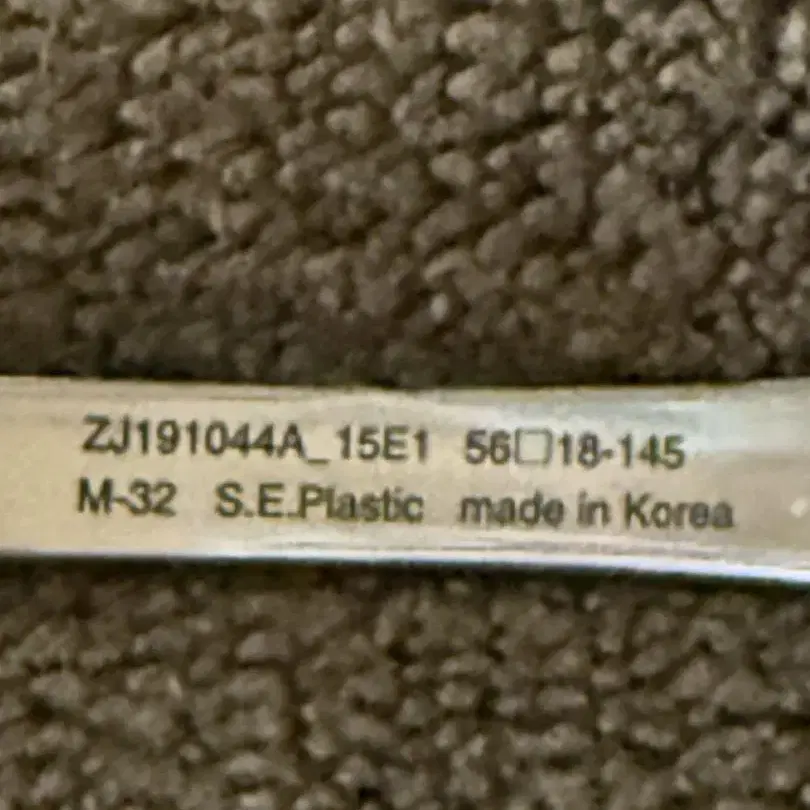 ZJ191044A_15E1 56□18-145
M-32 S.E.Plastic made in Korea